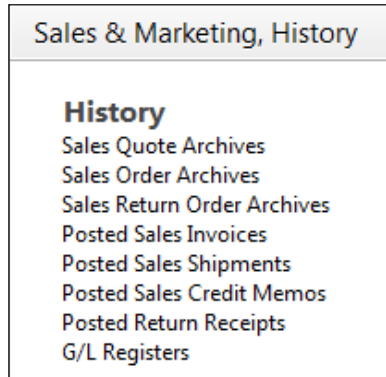 Sales & Marketing, History
History
Sales Quote Archives
Sales Order Archives
Sales Return Order Archives
Posted Sales Invoices
Posted Sales Shipments
Posted Sales Credit Memos
Posted Return Receipts
G/L Registers